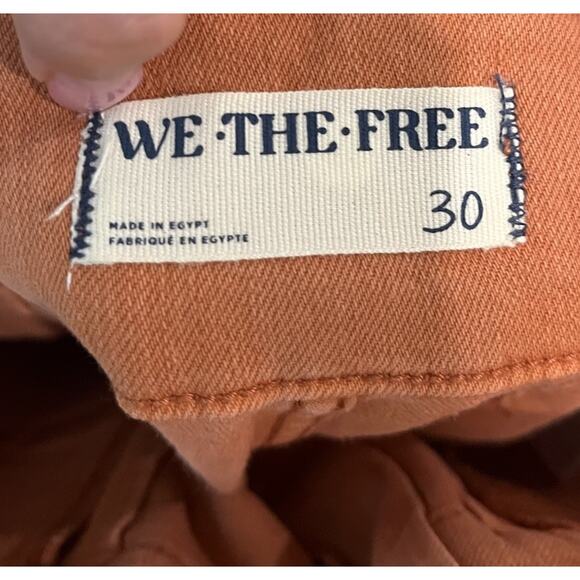 WE·THE·FREE
30
MADE IN EGYPT
FABRIQUÉ EN EGYPTE